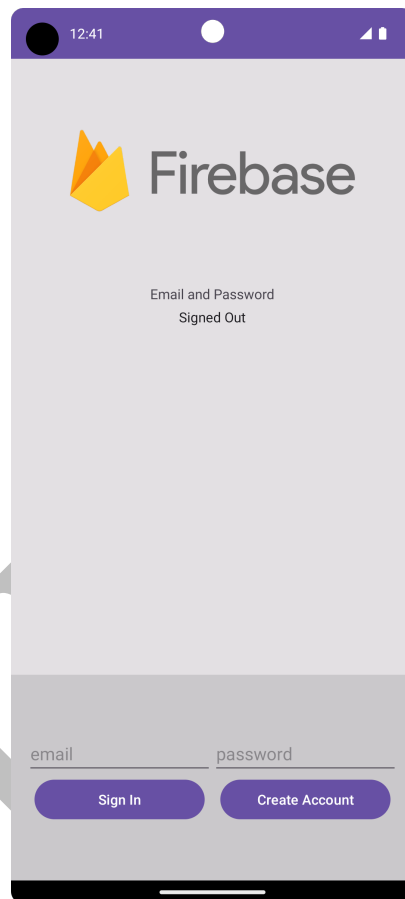 12:41
Firebase
Email and Password
Signed Out
email password
Sign In Create Account